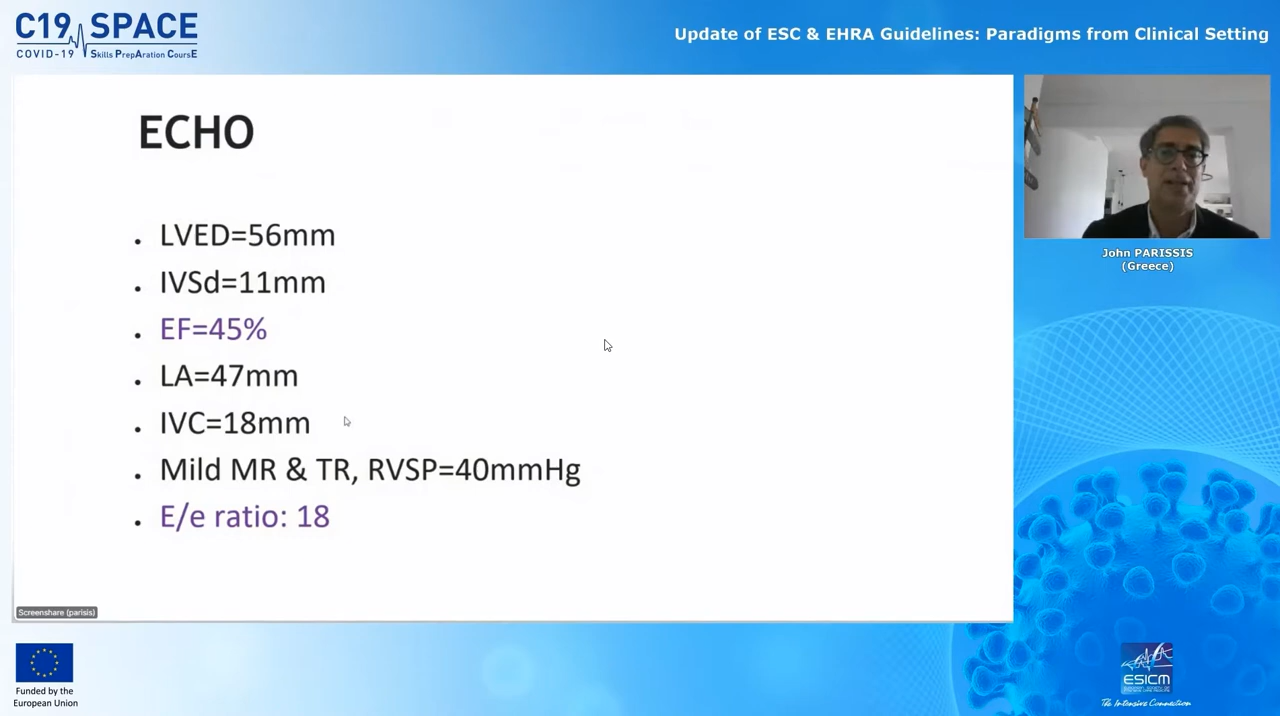 C19 SPACE
COVID-19 Skills PrepAration CoursE
Update of ESC & EHRA Guidelines: Paradigms from Clinical Setting
ECHO
• LVED=56mm
• IVSd=11mm
• EF=45%
• LA=47mm
• IVC=18mm
• Mild MR & TR, RVSP=40mmHg
• E/e ratio: 18
Screenshare (parisis)
John PARISSIS
(Greece)
Funded by the
European Union
ESICM
The Intensive Connection